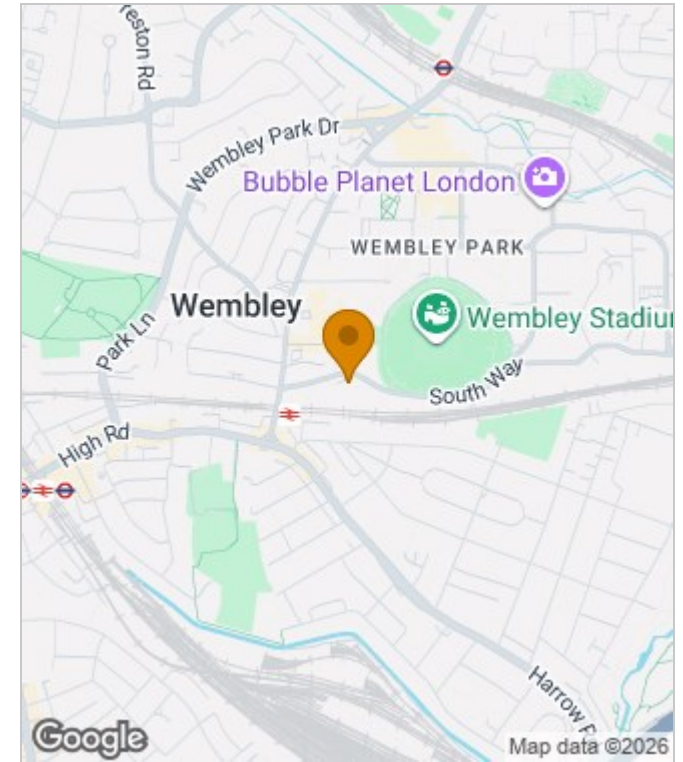 reston Rd
Wembley Park Dr
Bubble Planet London
WEMBLEY PARK
Wembley
Wembley Stadiu
Park Ln
South Way
High Rd
Harrow R
Google
Map data ©2026